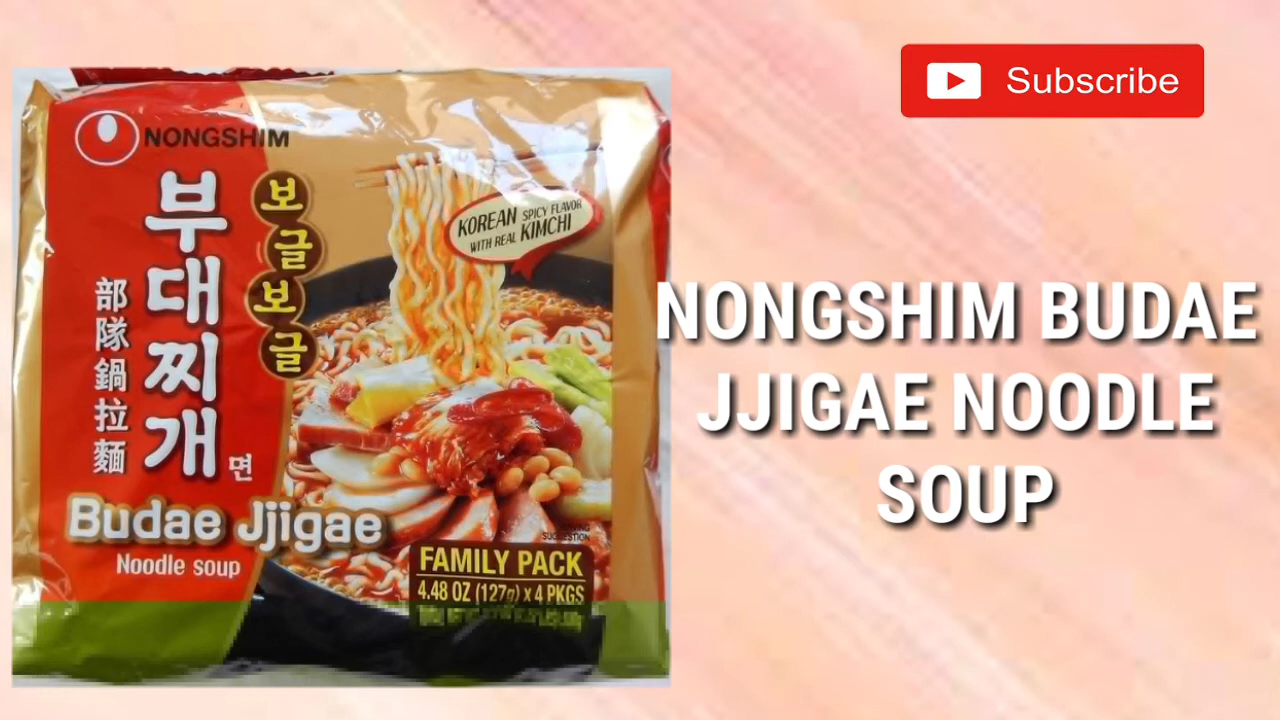 Subscribe
NONGSHIM
부대찌개
면
보글보글
部隊鍋拉麵
KOREAN SPICY FLAVOR
WITH REAL KIMCHI
Budae Jjigae
Noodle soup
SUGGESTION
FAMILY PACK
4.48 OZ (127g) x 4 PKGS
NONGSHIM BUDAE
JJIGAE NOODLE
SOUP